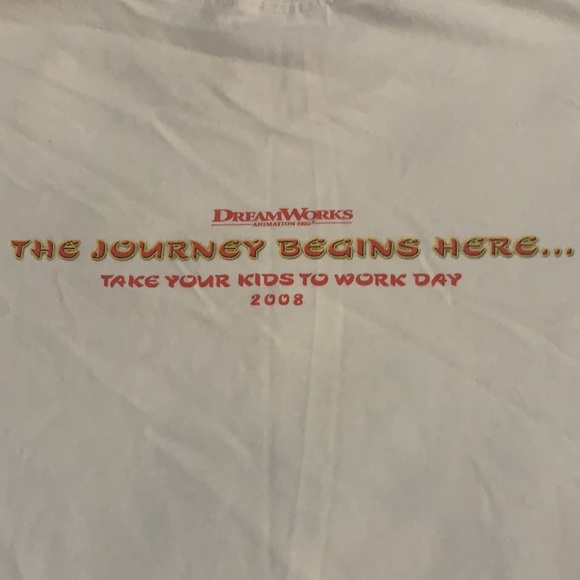 DREAMWORKS
ANIMATION SKG
THE JOURNEY BEGINS HERE...
TAKE YOUR KIDS TO WORK DAY
2008